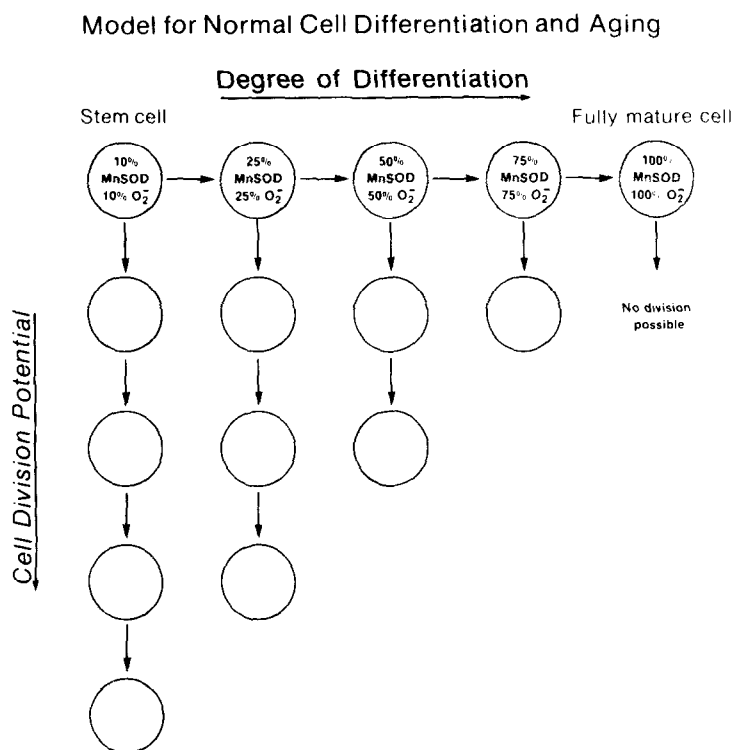 Model for Normal Cell Differentiation and Aging
Degree of Differentiation
Stem cell
Fully mature cell
10%
MnSOD
10% O₂⁻
25%
MnSOD
25% O₂⁻
50%
MnSOD
50% O₂⁻
75%
MnSOD
75% O₂⁻
100%
MnSOD
100% O₂⁻
No division
possible
Cell Division Potential